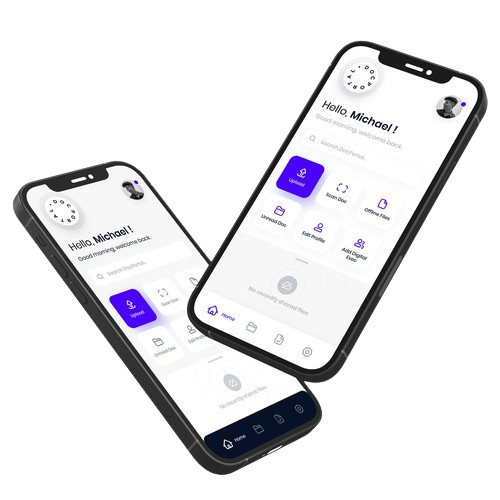 DOCPORTAL
Hello, Michael !
Good morning, welcome back.
Search DocPortal..
Upload
Scan Doc
Offline Files
Unread Doc
Edit Profile
Add Digital
Exec
No recently shared files
Home
DOCPORTAL
Hello, Michael !
Good morning, welcome back.
Search DocPortal..
Upload
Scan Doc
Unread Doc
Edit Profile
No recently shared files
Home